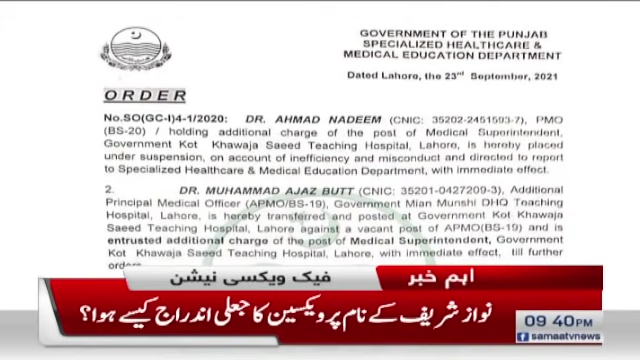 GOVERNMENT OF THE PUNJAB
SPECIALIZED HEALTHCARE &
MEDICAL EDUCATION DEPARTMENT
Dated Lahore, the 23rd September, 2021
ORDER
No.SO(GC-I)4-1/2020: DR. AHMAD NADEEM (CNIC: 35202-2451593-7), PMO
(BS-20) / holding additional charge of the post of Medical Superintendent,
Government Kot Khawaja Saeed Teaching Hospital, Lahore, is hereby placed
under suspension, on account of inefficiency and misconduct and directed to report
to Specialized Healthcare & Medical Education Department, with immediate effect.
2. DR. MUHAMMAD AJAZ BUTT (CNIC: 35201-0427209-3), Additional
Principal Medical Officer (APMO/BS-19), Government Mian Munshi DHQ Teaching
Hospital, Lahore, is hereby transferred and posted at Government Kot Khawaja
Saeed Teaching Hospital, Lahore against a vacant post of APMO(BS-19) and is
entrusted additional charge of the post of Medical Superintendent, Government
Kot Khawaja Saeed Teaching Hospital, Lahore, with immediate effect, till further
orders
اہم خبر
فیک ویکسی نیشن
نواز شریف کے نام پر ویکسین کا جعلی اندراج کیسے ہوا؟
09:40PM
samaatvnews